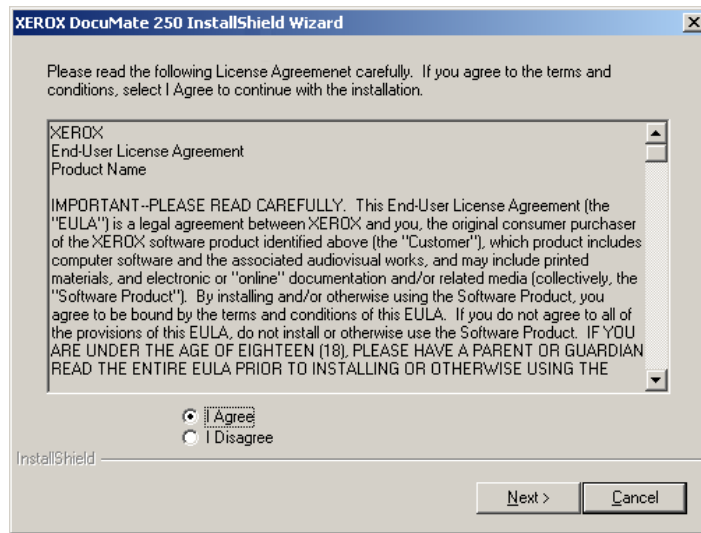 XEROX DocuMate 250 InstallShield Wizard
Please read the following License Agreemenet carefully. If you agree to the terms and
conditions, select I Agree to continue with the installation.
XEROX
End-User License Agreement
Product Name
IMPORTANT--PLEASE READ CAREFULLY. This End-User License Agreement (the
"EULA") is a legal agreement between XEROX and you, the original consumer purchaser
of the XEROX software product identified above (the "Customer"), which product includes
computer software and the associated audiovisual works, and may include printed
materials, and electronic or "online" documentation and/or related media (collectively, the
"Software Product"). By installing and/or otherwise using the Software Product, you
agree to be bound by the terms and conditions of this EULA. If you do not agree to all of
the provisions of this EULA, do not install or otherwise use the Software Product. IF YOU
ARE UNDER THE AGE OF EIGHTEEN (18), PLEASE HAVE A PARENT OR GUARDIAN
READ THE ENTIRE EULA PRIOR TO INSTALLING OR OTHERWISE USING THE
I Agree
I Disagree
InstallShield
Next >
Cancel